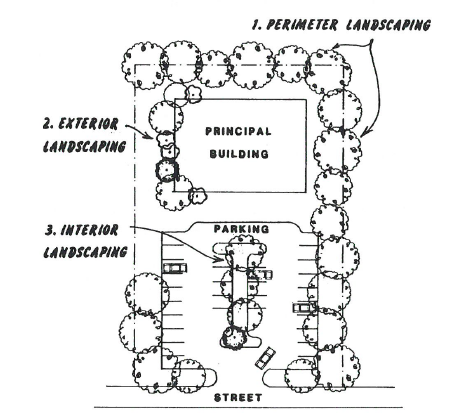 1. PERIMETER LANDSCAPING
2. EXTERIOR
LANDSCAPING
PRINCIPAL
BUILDING
3. INTERIOR
LANDSCAPING
PARKING
STREET